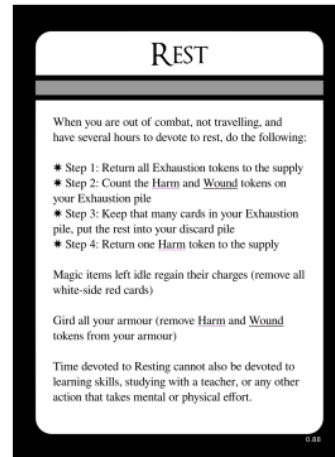 REST
When you are out of combat, not travelling, and
have several hours to devote to rest, do the following:
✷ Step 1: Return all Exhaustion tokens to the supply
✷ Step 2: Count the Harm and Wound tokens on
your Exhaustion pile
✷ Step 3: Keep that many cards in your Exhaustion
pile, put the rest into your discard pile
✷ Step 4: Return one Harm token to the supply
Magic items left idle regain their charges (remove all
white-side red cards)
Gird all your armour (remove Harm and Wound
tokens from your armour)
Time devoted to Resting cannot also be devoted to
learning skills, studying with a teacher, or any other
action that takes mental or physical effort.
0.88